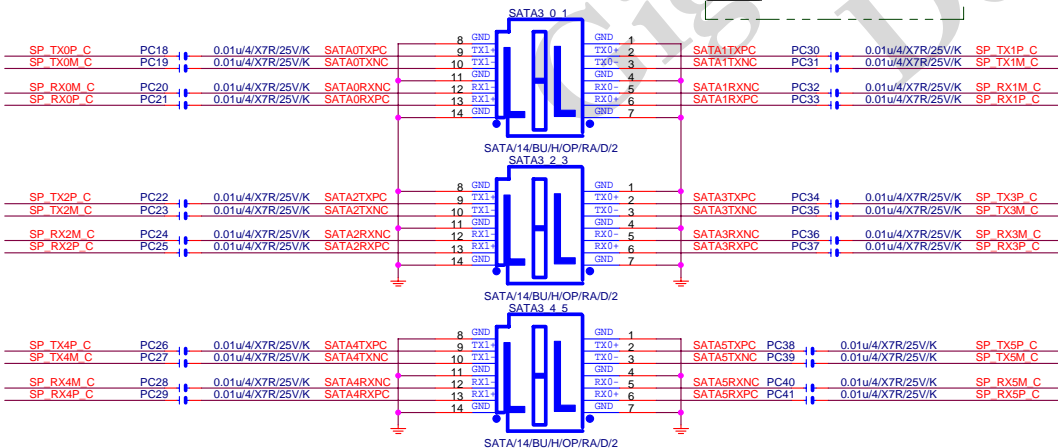 SATA3_0_1
8 GND GND 1
SP_TX0P_C PC18 0.01u/4/X7R/25V/K SATA0TXPC 9 TX1+ TX0+ 2 SATA1TXPC PC30 0.01u/4/X7R/25V/K SP_TX1P_C
SP_TX0M_C PC19 0.01u/4/X7R/25V/K SATA0TXNC 10 TX1- TX0- 3 SATA1TXNC PC31 0.01u/4/X7R/25V/K SP_TX1M_C
11 GND GND 4
SP_RX0M_C PC20 0.01u/4/X7R/25V/K SATA0RXNC 12 RX1- RX0- 5 SATA1RXNC PC32 0.01u/4/X7R/25V/K SP_RX1M_C
SP_RX0P_C PC21 0.01u/4/X7R/25V/K SATA0RXPC 13 RX1+ RX0+ 6 SATA1RXPC PC33 0.01u/4/X7R/25V/K SP_RX1P_C
14 GND GND 7
SATA/14/BU/H/OP/RA/D/2
SATA3_2_3
8 GND GND 1
SP_TX2P_C PC22 0.01u/4/X7R/25V/K SATA2TXPC 9 TX1+ TX0+ 2 SATA3TXPC PC34 0.01u/4/X7R/25V/K SP_TX3P_C
SP_TX2M_C PC23 0.01u/4/X7R/25V/K SATA2TXNC 10 TX1- TX0- 3 SATA3TXNC PC35 0.01u/4/X7R/25V/K SP_TX3M_C
11 GND GND 4
SP_RX2M_C PC24 0.01u/4/X7R/25V/K SATA2RXNC 12 RX1- RX0- 5 SATA3RXNC PC36 0.01u/4/X7R/25V/K SP_RX3M_C
SP_RX2P_C PC25 0.01u/4/X7R/25V/K SATA2RXPC 13 RX1+ RX0+ 6 SATA3RXPC PC37 0.01u/4/X7R/25V/K SP_RX3P_C
14 GND GND 7
SATA/14/BU/H/OP/RA/D/2
SATA3_4_5
8 GND GND 1
SP_TX4P_C PC26 0.01u/4/X7R/25V/K SATA4TXPC 9 TX1+ TX0+ 2 SATA5TXPC PC38 0.01u/4/X7R/25V/K SP_TX5P_C
SP_TX4M_C PC27 0.01u/4/X7R/25V/K SATA4TXNC 10 TX1- TX0- 3 SATA5TXNC PC39 0.01u/4/X7R/25V/K SP_TX5M_C
11 GND GND 4
SP_RX4M_C PC28 0.01u/4/X7R/25V/K SATA4RXNC 12 RX1- RX0- 5 SATA5RXNC PC40 0.01u/4/X7R/25V/K SP_RX5M_C
SP_RX4P_C PC29 0.01u/4/X7R/25V/K SATA4RXPC 13 RX1+ RX0+ 6 SATA5RXPC PC41 0.01u/4/X7R/25V/K SP_RX5P_C
14 GND GND 7
SATA/14/BU/H/OP/RA/D/2